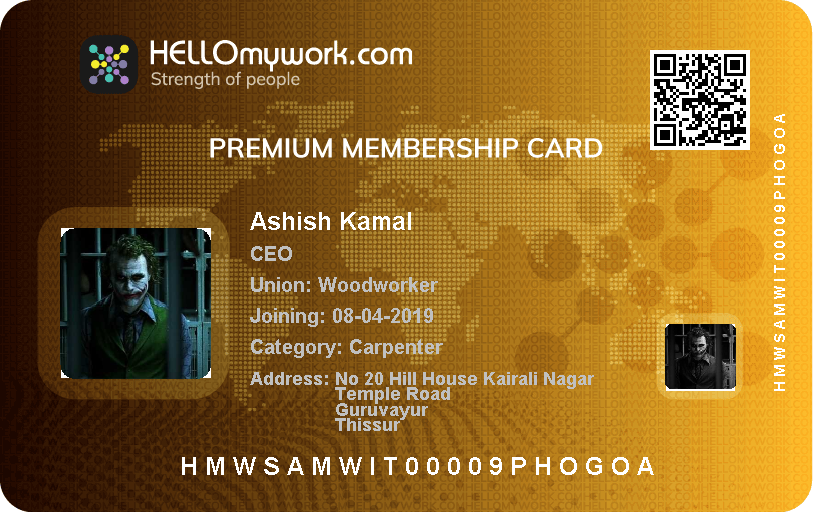 HELLOmywork.com
Strength of people
PREMIUM MEMBERSHIP CARD
Ashish Kamal
CEO
Union: Woodworker
Joining: 08-04-2019
Category: Carpenter
Address: No 20 Hill House Kairali Nagar
Temple Road
Guruvayur
Thissur
HMWSAMWIT00009PHOGOA
HMWSAMWIT00009PHOGOA